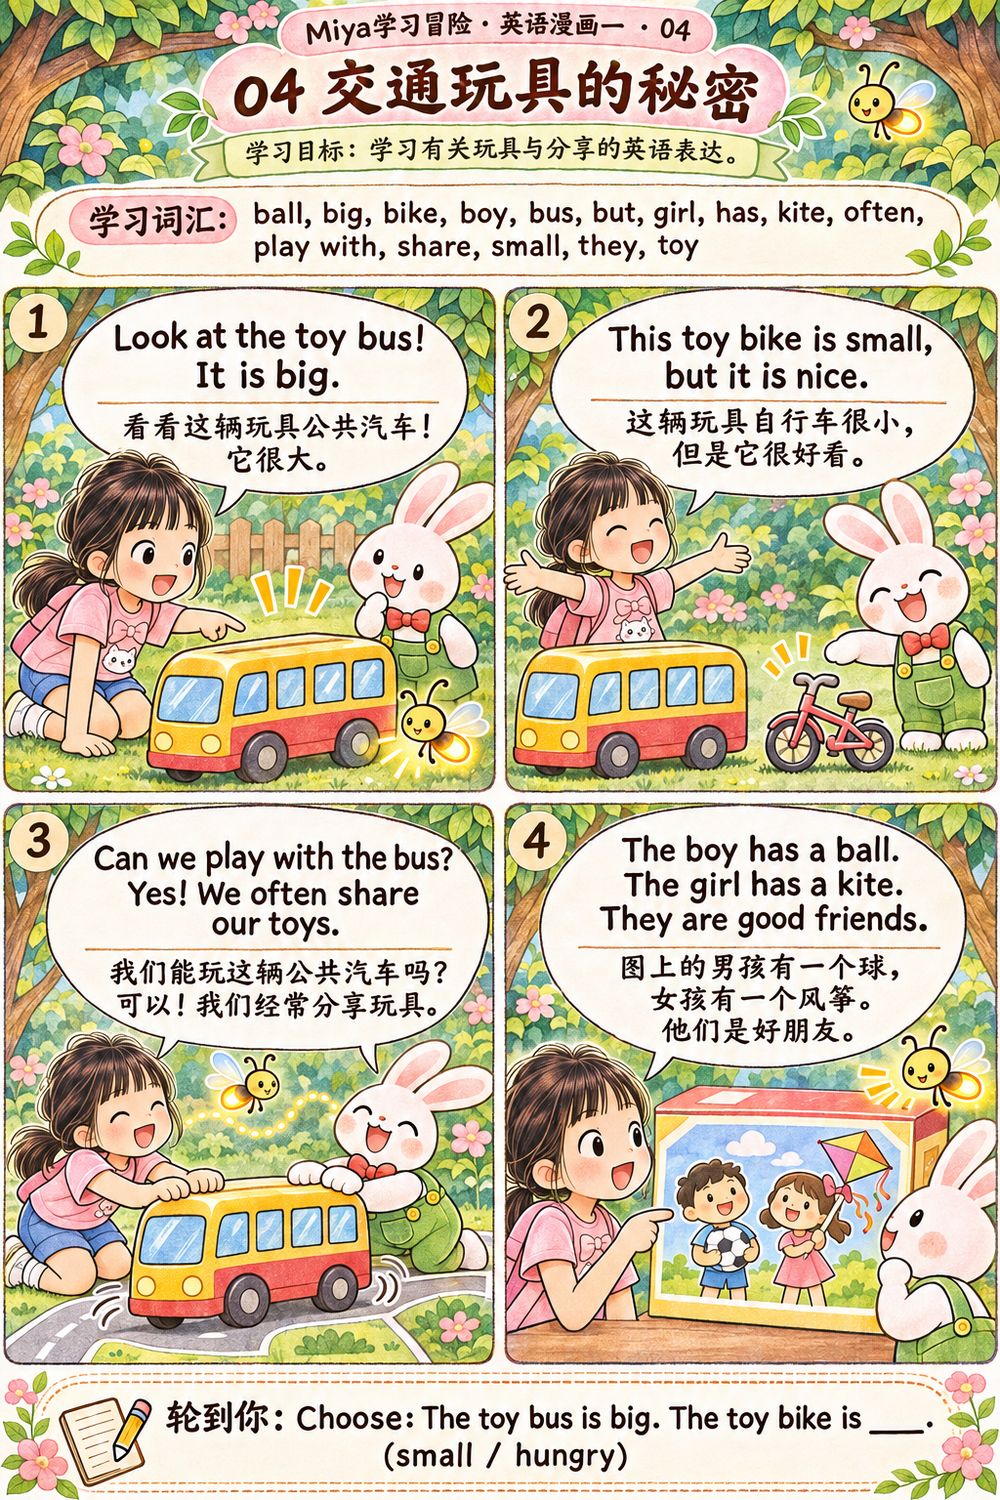 Miya学习冒险·英语漫画一·04
04 交通玩具的秘密
学习目标：学习有关玩具与分享的英语表达。
学习词汇：
ball, big, bike, boy, bus, but, girl, has, kite, often,
play with, share, small, they, toy
1
Look at the toy bus!
It is big.
看看这辆玩具公共汽车！
它很大。
2
This toy bike is small,
but it is nice.
这辆玩具自行车很小，
但是它很好看。
3
Can we play with the bus?
Yes! We often share
our toys.
我们能玩这辆公共汽车吗？
可以！我们经常分享玩具。
4
The boy has a ball.
The girl has a kite.
They are good friends.
图上的男孩有一个球，
女孩有一个风筝。
他们是好朋友。
轮到你：Choose: The toy bus is big. The toy bike is ___.
(small / hungry)